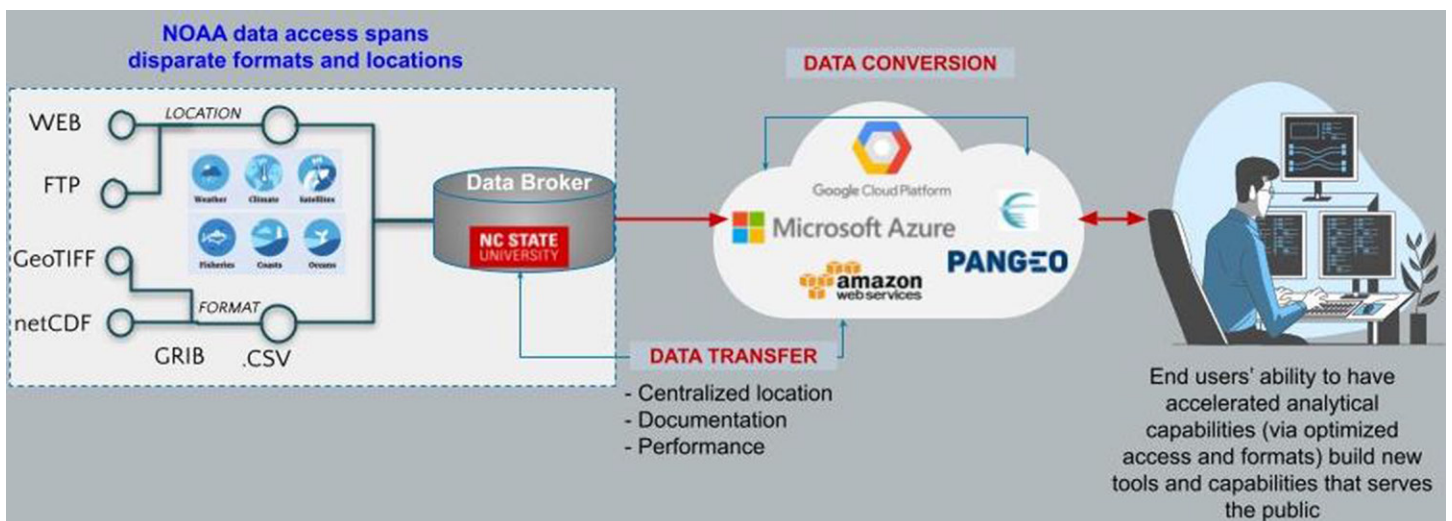 NOAA data access spans
disparate formats and locations
WEB
LOCATION
FTP
Weather Climate Satellites
Fisheries Coasts Oceans
GeoTIFF
netCDF
FORMAT
GRIB
.CSV
Data Broker
NC STATE
UNIVERSITY
DATA CONVERSION
Google Cloud Platform
Microsoft Azure
PANGEO
amazon
web services
DATA TRANSFER
- Centralized location
- Documentation
- Performance
End users' ability to have
accelerated analytical
capabilities (via optimized
access and formats) build new
tools and capabilities that serves
the public